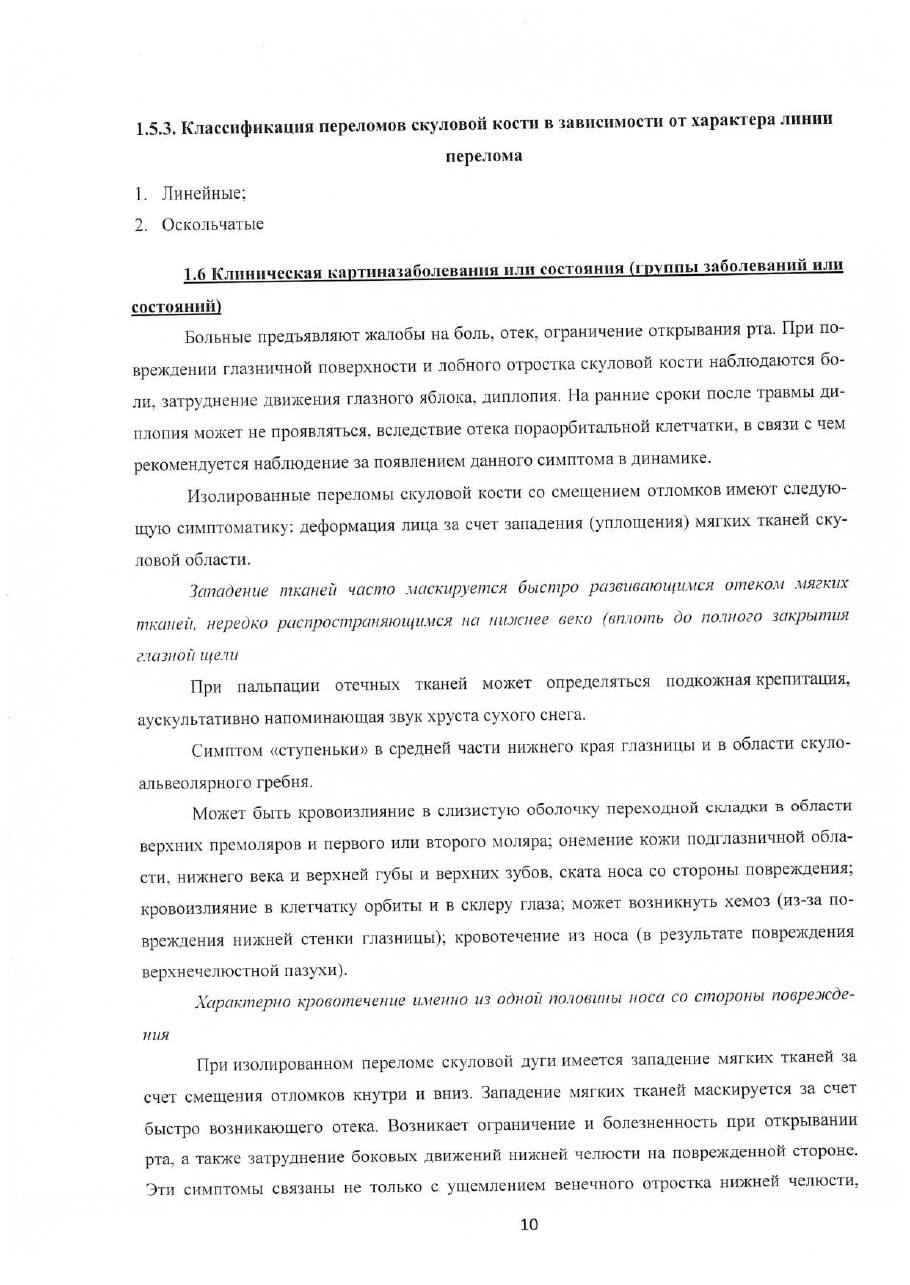 1.5.3. Классификация переломов скуловой кости в зависимости от характера линии
перелома
1. Линейные;
2. Оскольчатые
1.6 Клиническая картиназаболевания или состояния (группы заболеваний или
состояний)
Больные предъявляют жалобы на боль, отек, ограничение открывания рта. При по-
вреждении глазничной поверхности и лобного отростка скуловой кости наблюдаются бо-
ли, затруднение движения глазного яблока, диплопия. На ранние сроки после травмы ди-
плопия может не проявляться, вследствие отека пораорбитальной клетчатки, в связи с чем
рекомендуется наблюдение за появлением данного симптома в динамике.
Изолированные переломы скуловой кости со смещением отломков имеют следую-
щую симптоматику: деформация лица за счет западения (уплощения) мягких тканей ску-
ловой области.
Западение тканей часто маскируется быстро развивающимся отеком мягких
тканей, нередко распространяющимся на нижнее веко (вплоть до полного закрытия
глазной щели
При пальпации отечных тканей может определяться подкожная крепитация,
аускультативно напоминающая звук хруста сухого снега.
Симптом «ступеньки» в средней части нижнего края глазницы и в области скуло-
альвеолярного гребня.
Может быть кровоизлияние в слизистую оболочку переходной складки в области
верхних премоляров и первого или второго моляра; онемение кожи подглазничной обла-
сти, нижнего века и верхней губы и верхних зубов, ската носа со стороны повреждения;
кровоизлияние в клетчатку орбиты и в склеру глаза; может возникнуть хемоз (из-за по-
вреждения нижней стенки глазницы); кровотечение из носа (в результате повреждения
верхнечелюстной пазухи).
Характерно кровотечение именно из одной половины носа со стороны поврежде-
ния
При изолированном переломе скуловой дуги имеется западение мягких тканей за
счет смещения отломков кнутри и вниз. Западение мягких тканей маскируется за счет
быстро возникающего отека. Возникает ограничение и болезненность при открывании
рта, а также затруднение боковых движений нижней челюсти на поврежденной стороне.
Эти симптомы связаны не только с ущемлением венечного отростка нижней челюсти,
10